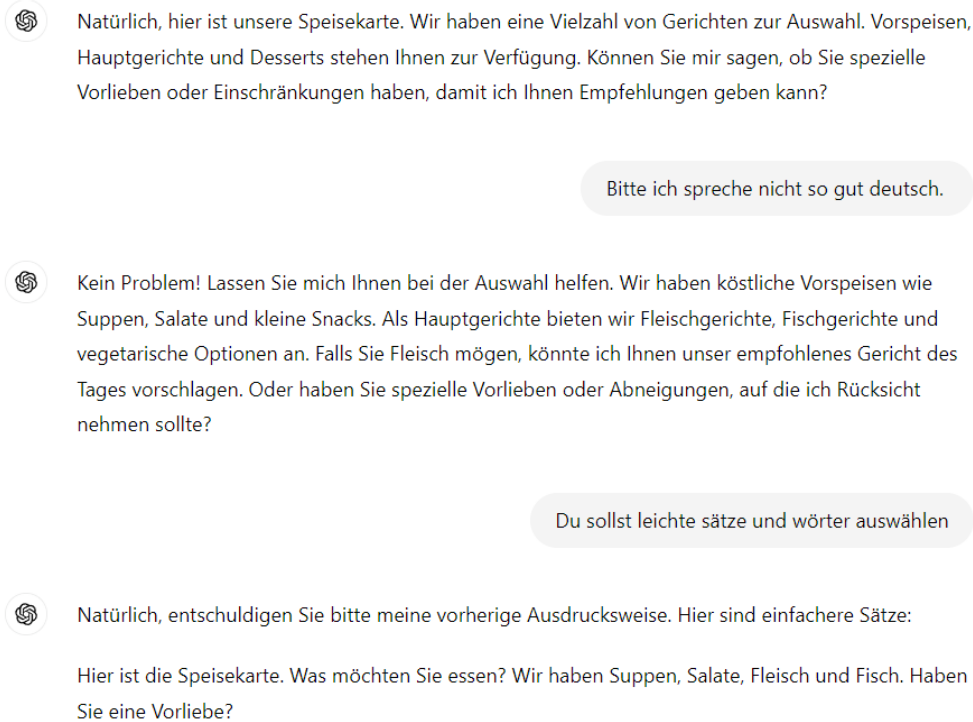 Natürlich, hier ist unsere Speisekarte. Wir haben eine Vielzahl von Gerichten zur Auswahl. Vorspeisen,
Hauptgerichte und Desserts stehen Ihnen zur Verfügung. Können Sie mir sagen, ob Sie spezielle
Vorlieben oder Einschränkungen haben, damit ich Ihnen Empfehlungen geben kann?
Bitte ich spreche nicht so gut deutsch.
Kein Problem! Lassen Sie mich Ihnen bei der Auswahl helfen. Wir haben köstliche Vorspeisen wie
Suppen, Salate und kleine Snacks. Als Hauptgerichte bieten wir Fleischgerichte, Fischgerichte und
vegetarische Optionen an. Falls Sie Fleisch mögen, könnte ich Ihnen unser empfohlenes Gericht des
Tages vorschlagen. Oder haben Sie spezielle Vorlieben oder Abneigungen, auf die ich Rücksicht
nehmen sollte?
Du sollst leichte sätze und wörter auswählen
Natürlich, entschuldigen Sie bitte meine vorherige Ausdrucksweise. Hier sind einfachere Sätze:
Hier ist die Speisekarte. Was möchten Sie essen? Wir haben Suppen, Salate, Fleisch und Fisch. Haben
Sie eine Vorliebe?